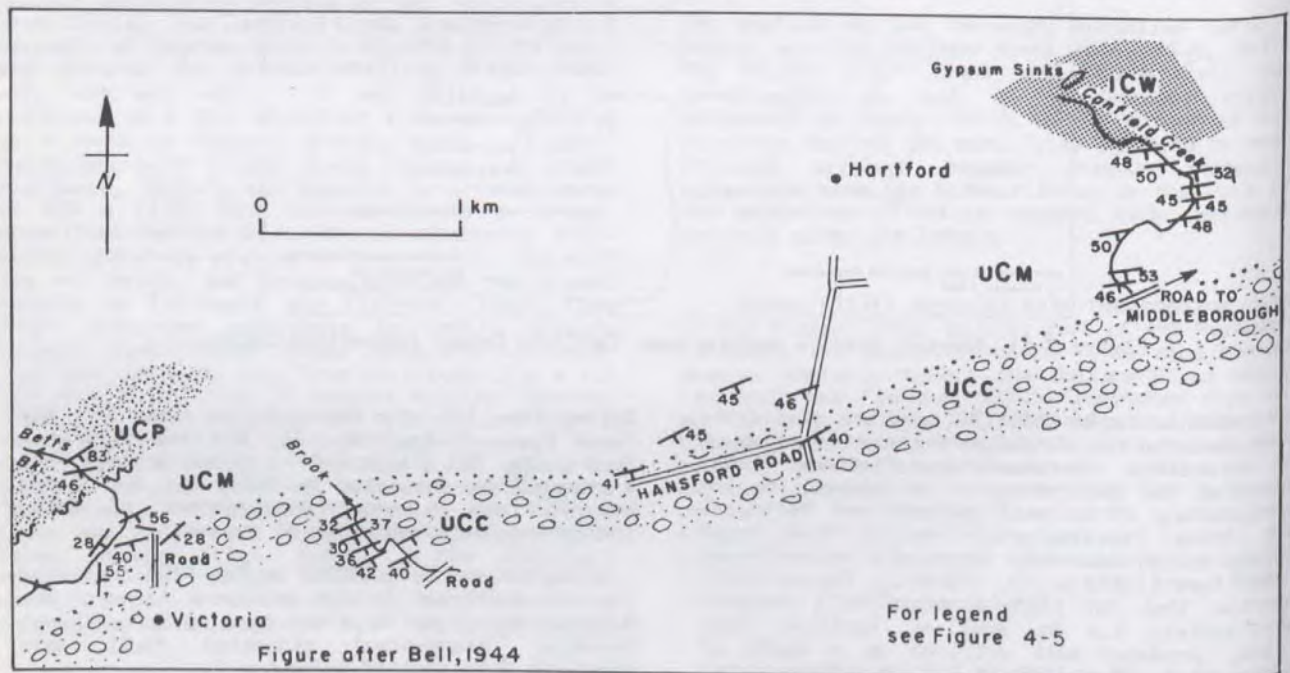 Gypsum Sinks
ICW
Canfield Creek
N
0 1 km
Hartford
48
50
52
45
45
48
50
UCM
53
46
ROAD TO
MIDDLEBOROUGH
UCC
45
46
45
40
41
HANSFORD ROAD
UCP
Betts
Bk.
83
46
UCM
Brook
56
28
28
40
55
Road
32
37
30
36
42
40
UCC
Road
Victoria
For legend
see Figure 4-5
Figure after Bell, 1944